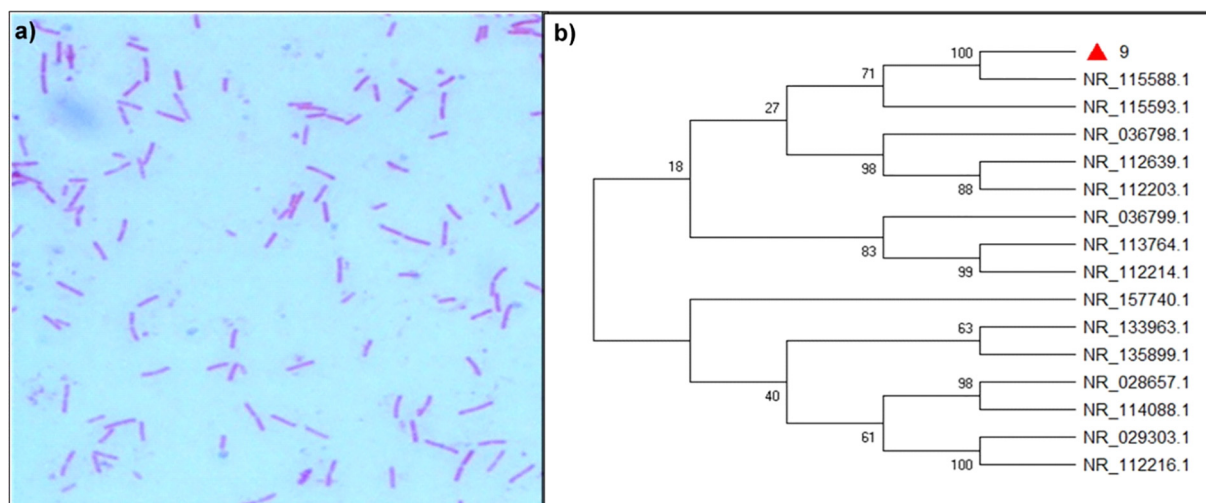 a)
b)
100
9
71
NR_115588.1
NR_115593.1
27
NR_036798.1
98
NR_112639.1
88
NR_112203.1
18
NR_036799.1
83
NR_113764.1
99
NR_112214.1
NR_157740.1
63
NR_133963.1
NR_135899.1
40
98
NR_028657.1
NR_114088.1
61
NR_029303.1
100
NR_112216.1